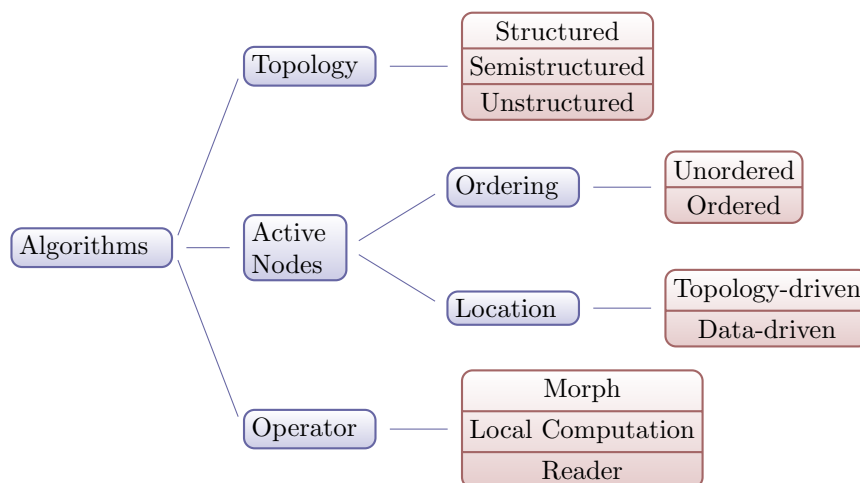 Algorithms
Topology
Structured
Semistructured
Unstructured
Active
Nodes
Ordering
Unordered
Ordered
Location
Topology-driven
Data-driven
Operator
Morph
Local Computation
Reader